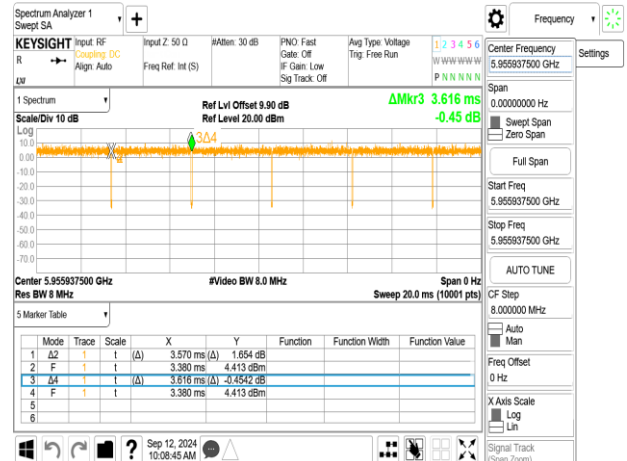 Spectrum Analyzer 1
Swept SA
Frequency
KEYSIGHT
R
LXI
Input: RF
Coupling: DC
Align: Auto
Input Z: 50 Ω
Freq Ref: Int (S)
#Atten: 30 dB
PNO: Fast
Gate: Off
IF Gain: Low
Sig Track: Off
Avg Type: Voltage
Trig: Free Run
1 2 3 4 5 6
W W W W W W
P N N N N N
Center Frequency
5.955937500 GHz
Settings
Span
0.00000000 Hz
Swept Span
Zero Span
Full Span
Start Freq
5.955937500 GHz
Stop Freq
5.955937500 GHz
AUTO TUNE
CF Step
8.000000 MHz
Auto
Man
Freq Offset
0 Hz
X Axis Scale
Log
Lin
Signal Track
(Span Zoom)
1 Spectrum
Scale/Div 10 dB
Ref Lvl Offset 9.90 dB
Ref Level 20.00 dBm
ΔMkr3 3.616 ms
-0.45 dB
Log
10.0
0.00
-10.0
-20.0
-30.0
-40.0
-50.0
-60.0
-70.0
3Δ4
Center 5.955937500 GHz
#Video BW 8.0 MHz
Span 0 Hz
Res BW 8 MHz
Sweep 20.0 ms (10001 pts)
5 Marker Table
Mode Trace Scale X Y Function Function Width Function Value
1 Δ2 1 t (Δ) 3.570 ms (Δ) 1.654 dB
2 F 1 t 3.380 ms 4.413 dBm
3 Δ4 1 t (Δ) 3.616 ms (Δ) -0.4542 dB
4 F 1 t 3.380 ms 4.413 dBm
5
6
?
Sep 12, 2024
10:08:45 AM